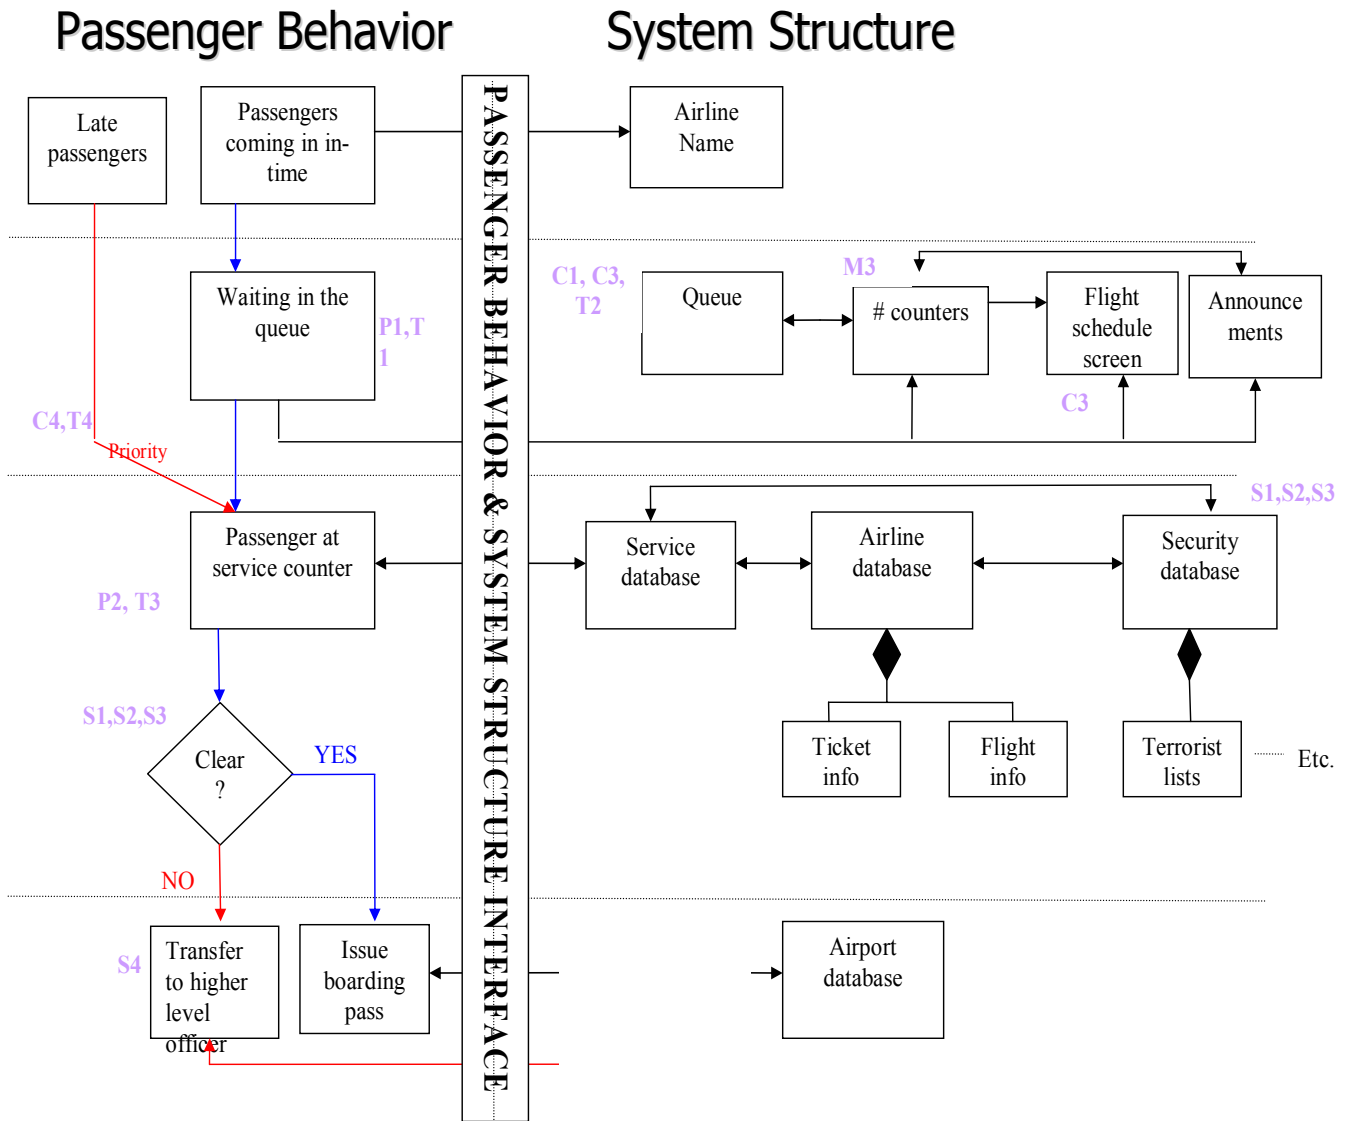 Passenger Behavior
System Structure
Late
passengers
Passengers
coming in in-
time
Airline
Name
PASSENGER BEHAVIOR & SYSTEM STRUCTURE INTERFACE
Waiting in the
queue
P1,T
1
C1, C3,
T2
Queue
M3
# counters
Flight
schedule
screen
Announce
ments
C3
C4,T4
Priority
Passenger at
service counter
P2, T3
Service
database
Airline
database
Security
database
S1,S2,S3
S1,S2,S3
Clear
?
YES
NO
Ticket
info
Flight
info
Terrorist
lists
Etc.
S4
Transfer
to higher
level
officer
Issue
boarding
pass
Airport
database